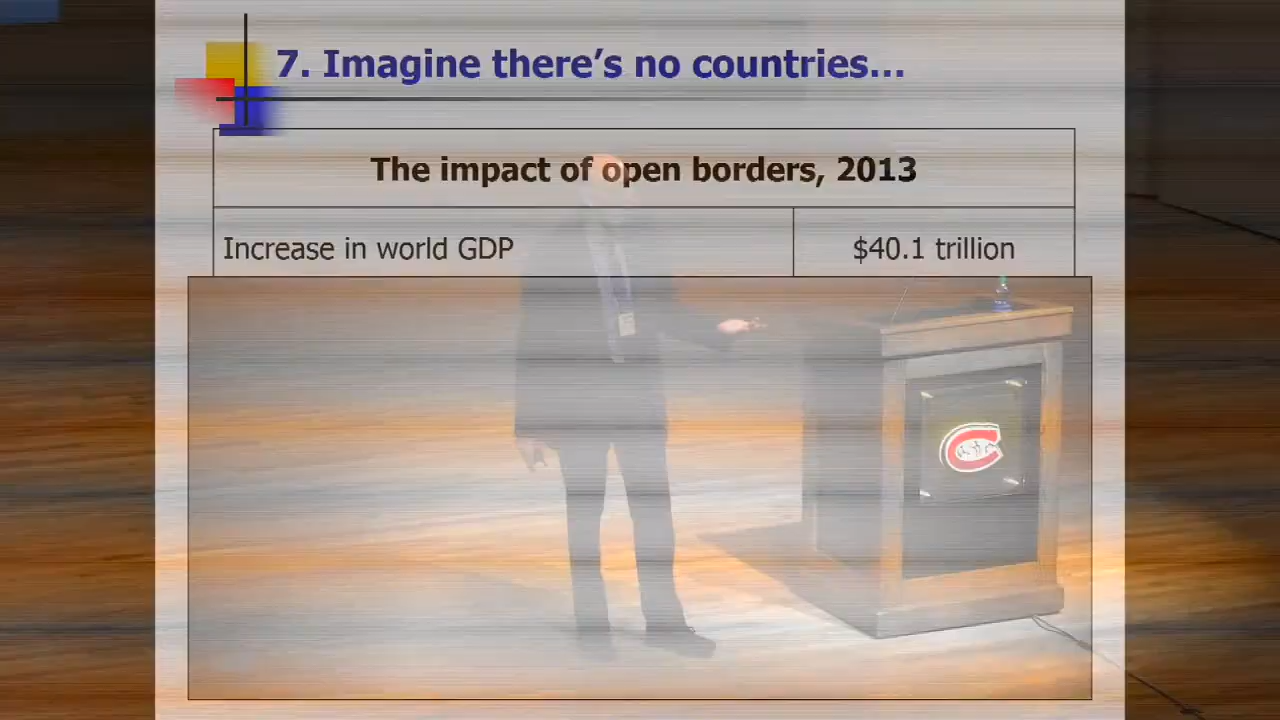 7. Imagine there's no countries...
The impact of open borders, 2013
Increase in world GDP
$40.1 trillion